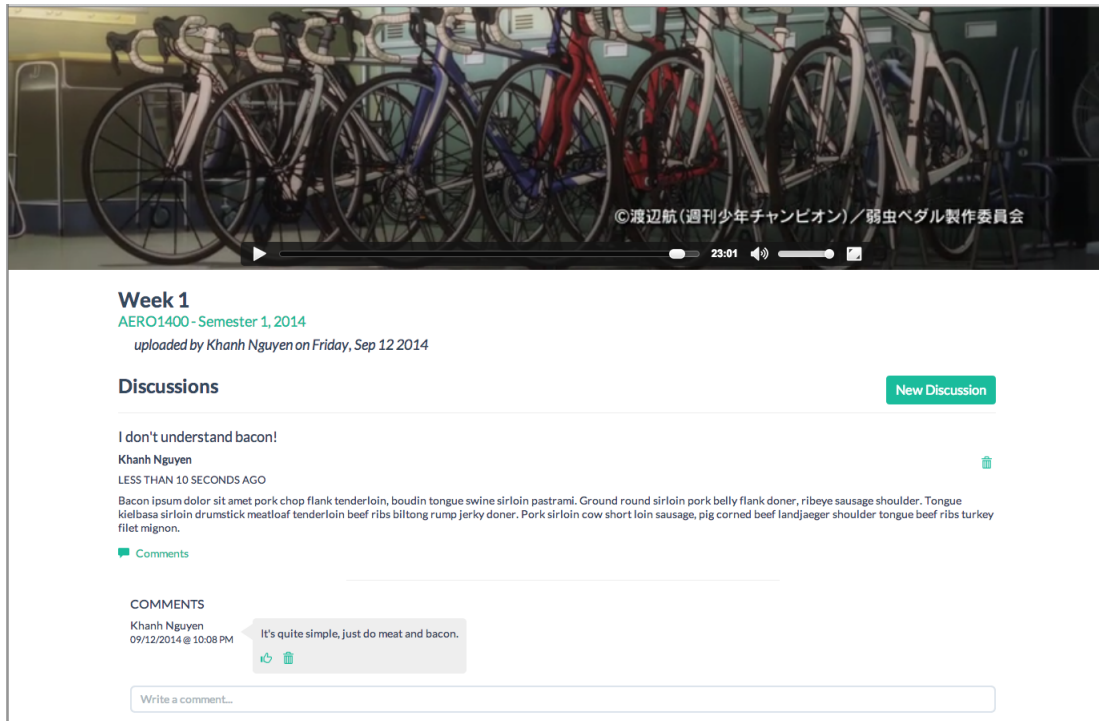 ©渡辺航(週刊少年チャンピオン)／弱虫ペダル製作委員会
23:01
Week 1
AERO1400 - Semester 1, 2014
uploaded by Khanh Nguyen on Friday, Sep 12 2014
Discussions
New Discussion
I don't understand bacon!
Khanh Nguyen
LESS THAN 10 SECONDS AGO
Bacon ipsum dolor sit amet pork chop flank tenderloin, boudin tongue swine sirloin pastrami. Ground round sirloin pork belly flank doner, ribeye sausage shoulder. Tongue
kielbasa sirloin drumstick meatloaf tenderloin beef ribs biltong rump jerky doner. Pork sirloin cow short loin sausage, pig corned beef landjaeger shoulder tongue beef ribs turkey
filet mignon.
Comments
COMMENTS
Khanh Nguyen
09/12/2014 @ 10:08 PM
It's quite simple, just do meat and bacon.
Write a comment...